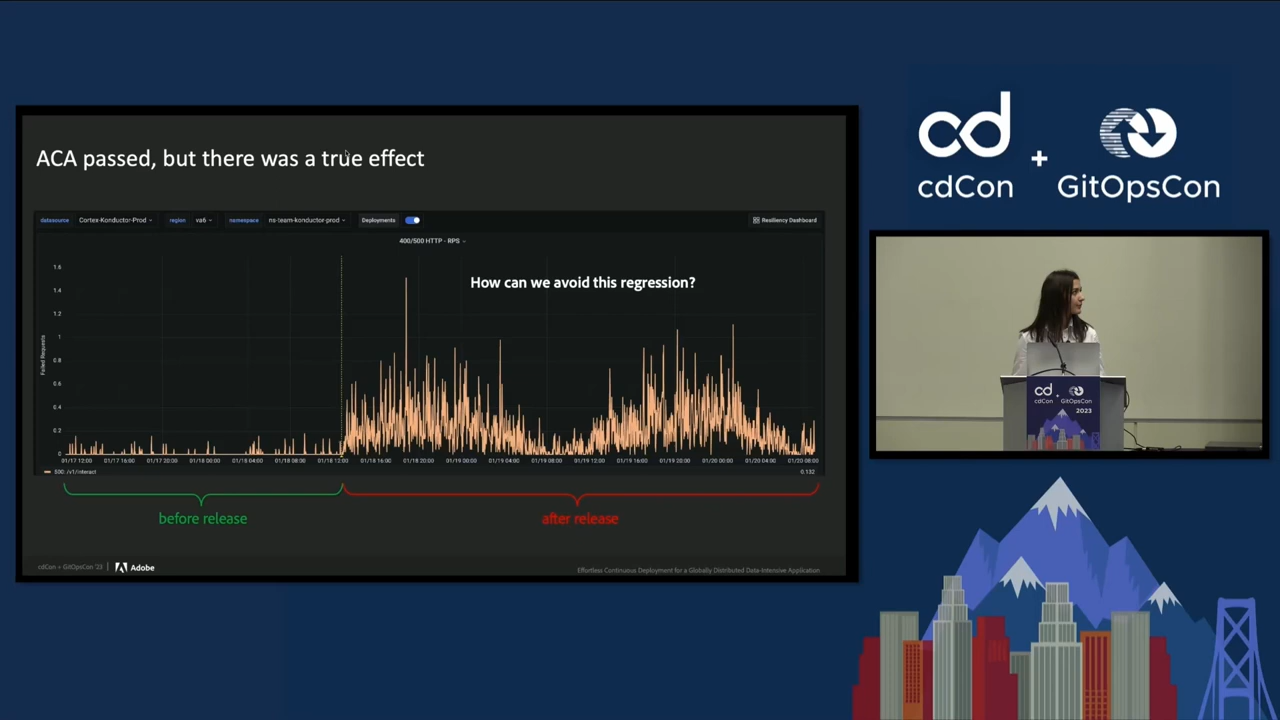 ACA passed, but there was a true effect
datasource Cortex-Konductor-Prod region va6 namespace ns-team-konductor-prod Deployments Resiliency Dashboard
400/500 HTTP - RPS
How can we avoid this regression?
Failed Requests
1.6
1.4
1.2
1
0.8
0.6
0.4
0.2
0
01/17 12:00 01/17 16:00 01/17 20:00 01/18 00:00 01/18 04:00 01/18 08:00 01/18 12:00 01/18 16:00 01/18 20:00 01/19 00:00 01/19 04:00 01/19 08:00 01/19 12:00 01/19 16:00 01/19 20:00 01/20 00:00 01/20 04:00 01/20 08:00
500: /v1/interact 0.132
before release after release
cdCon + GitOpsCon '23 | Adobe
Effortless Continuous Deployment for a Globally Distributed Data-Intensive Application
cd + GitOpsCon
cdCon
cd + 
cdCon GitOpsCon
2023